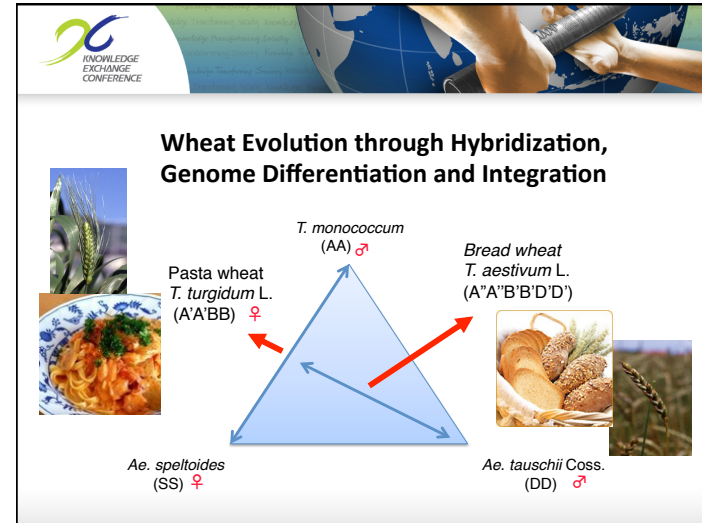 KNOWLEDGE
EXCHANGE
CONFERENCE
Wheat Evolution through Hybridization,
Genome Differentiation and Integration
T. monococcum
(AA) ♂
Pasta wheat
T. turgidum L.
(A'A'BB) ♀
Bread wheat
T. aestivum L.
(A"A"B'B'D'D')
Ae. speltoides
(SS) ♀
Ae. tauschii Coss.
(DD) ♂